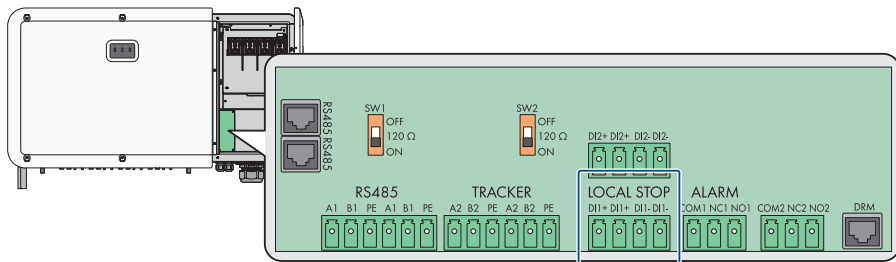 RS485
RS485
SW1
OFF
120 Ω
ON
SW2
OFF
120 Ω
ON
DI2+ DI2+ DI2- DI2-
RS485
A1 B1 PE A1 B1 PE
TRACKER
A2 B2 PE A2 B2 PE
LOCAL STOP
DI1+ DI1+ DI1- DI1-
ALARM
COM1 NC1 NO1
COM2 NC2 NO2
DRM